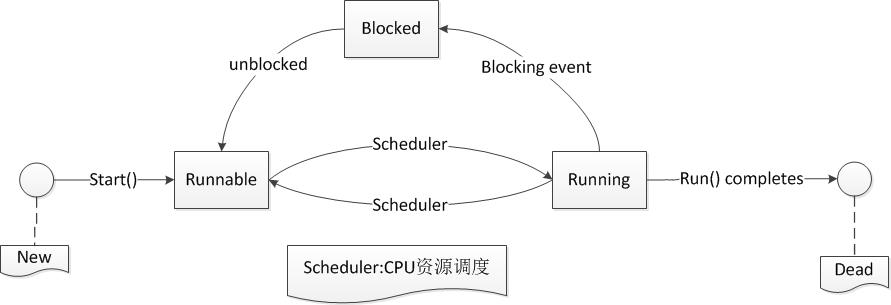 Blocked
unblocked
Blocking event
Scheduler
Start()
Runnable
Running
Run() completes
Scheduler
New
Scheduler:CPU资源调度
Dead